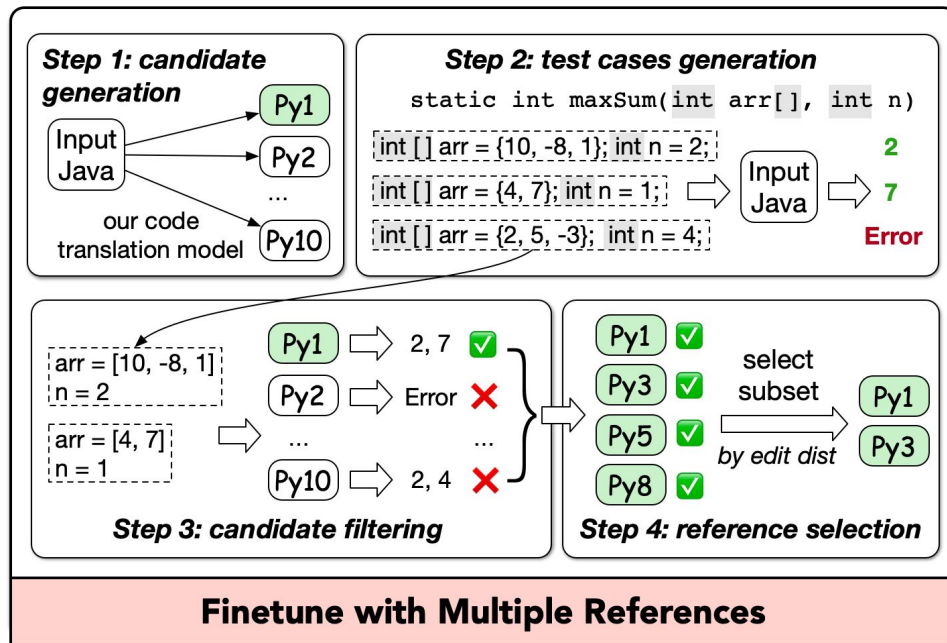 Step 1: candidate
generation
Input
Java
Py1
Py2
...
Py10
our code
translation model
Step 2: test cases generation
static int maxSum(int arr[], int n)
int [ ] arr = {10, -8, 1}; int n = 2;
int [ ] arr = {4, 7}; int n = 1;
int [ ] arr = {2, 5, -3}; int n = 4;
Input
Java
2
7
Error
arr = [10, -8, 1]
n = 2
arr = [4, 7]
n = 1
Py1
2, 7
Py2
Error
...
...
Py10
2, 4
Step 3: candidate filtering
Py1
Py3
Py5
Py8
select
subset
by edit dist
Py1
Py3
Step 4: reference selection
Finetune with Multiple References